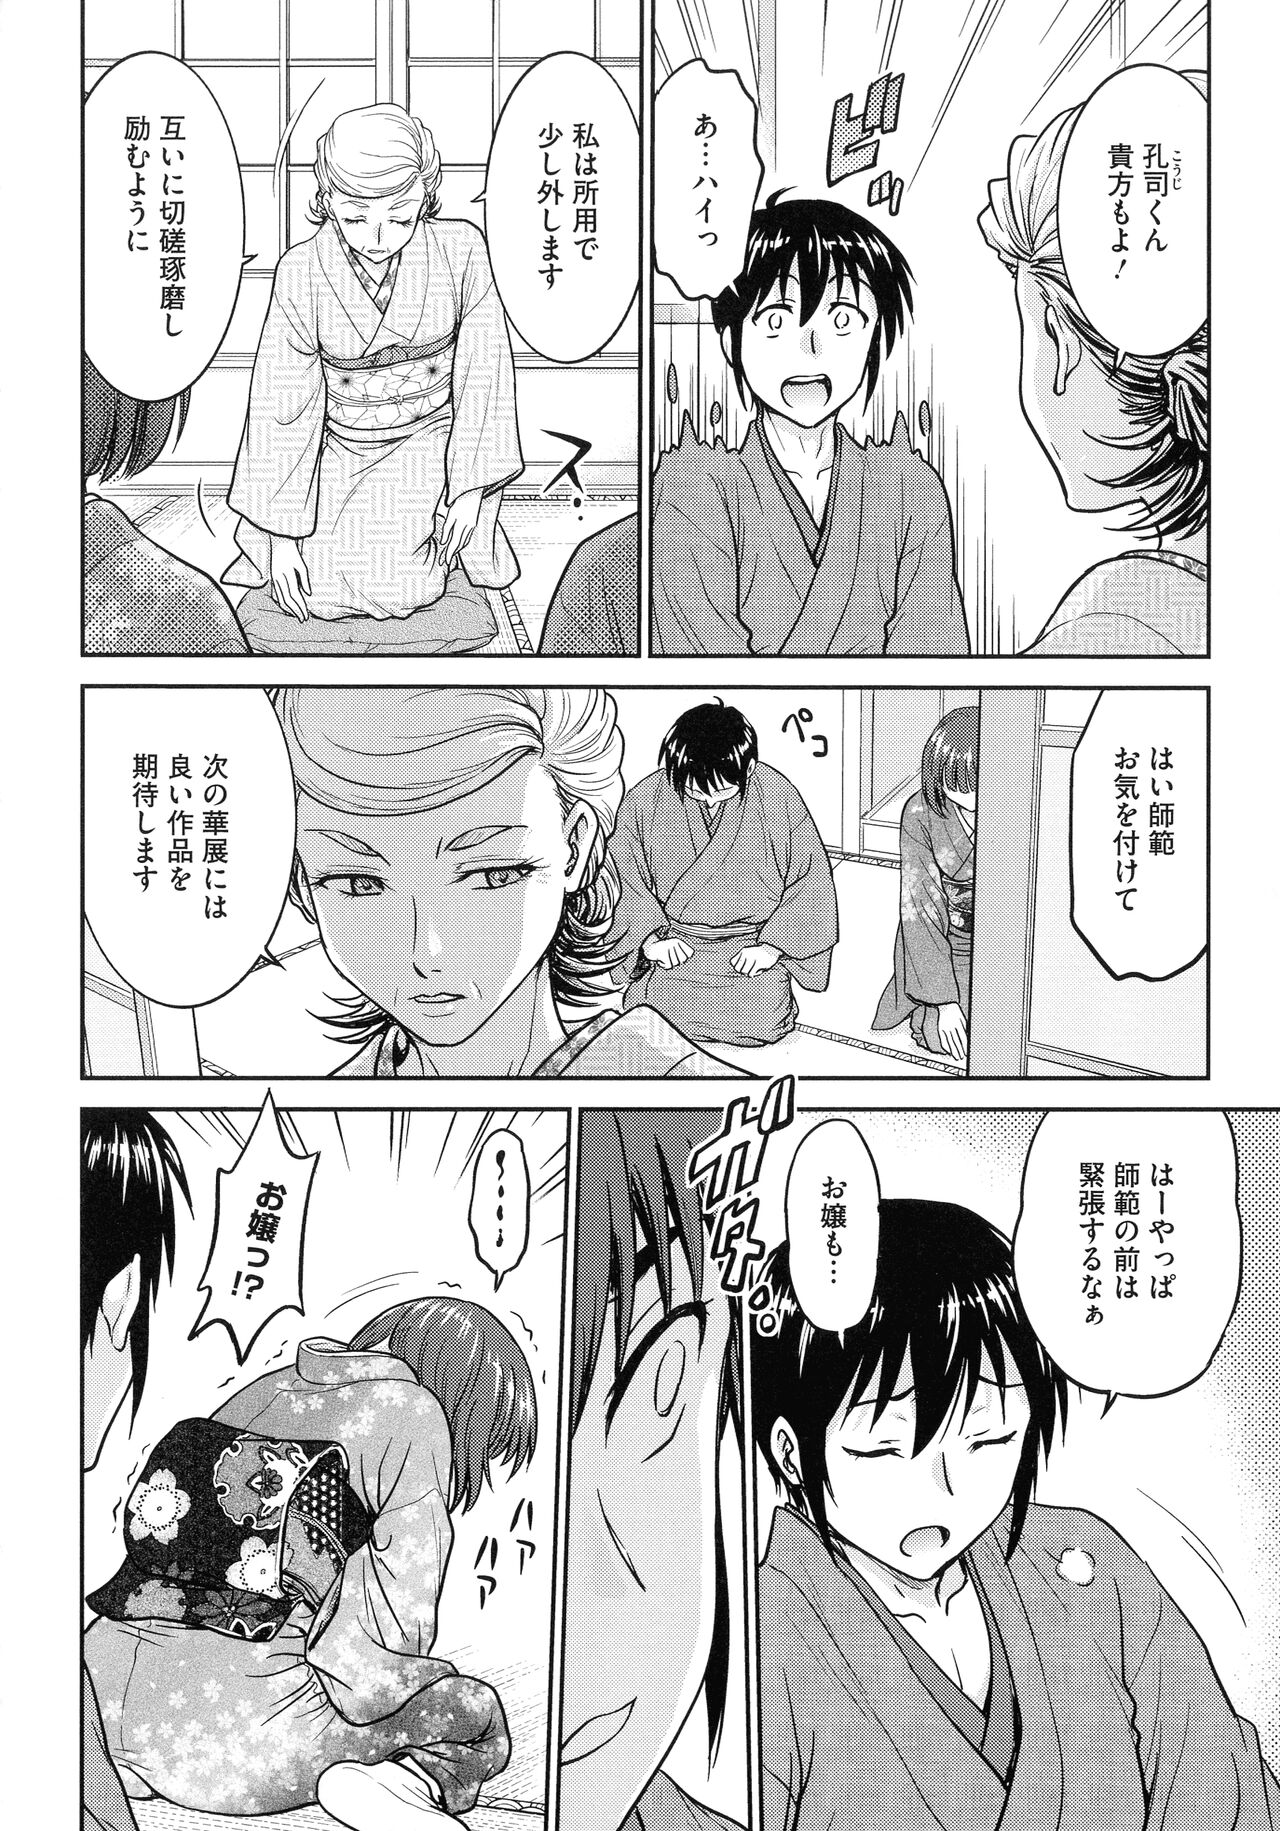 孔司くん
こうじ
貴方もよ！
ビビッ
あ…ハイっ
私は所用で
少し外します
互いに切磋琢磨し
励むように
ス…
はい師範
お気を付けて
ペコ
次の華展には
良い作品を
期待します
はーやっぱ
師範の前は
緊張するなぁ
お嬢も…
ガガタ。
お嬢っ!?
ハァ
ハァ